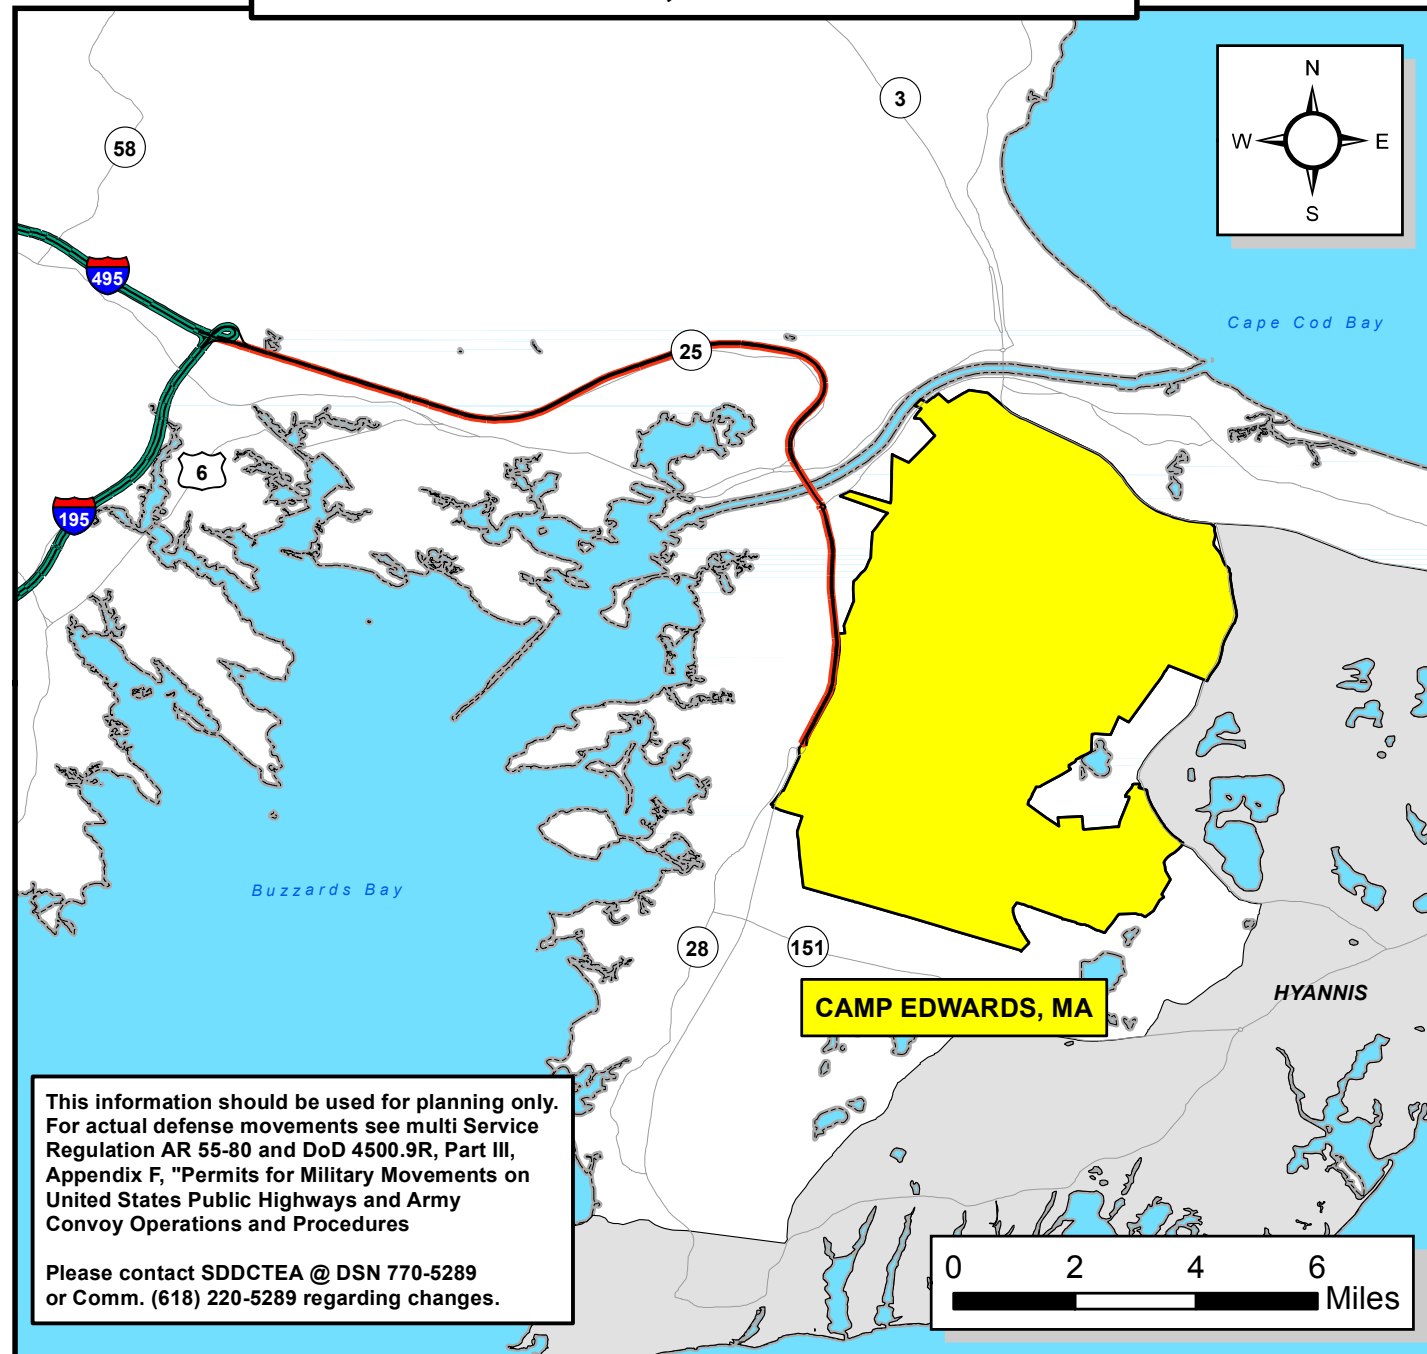 N
W E
S
3
58
495
Cape Cod Bay
25
6
195
Buzzards Bay
28
151
HYANNIS
CAMP EDWARDS, MA
This information should be used for planning only.
For actual defense movements see multi Service
Regulation AR 55-80 and DoD 4500.9R, Part III,
Appendix F, "Permits for Military Movements on
United States Public Highways and Army
Convoy Operations and Procedures
Please contact SDDCTEA @ DSN 770-5289
or Comm. (618) 220-5289 regarding changes.
0 2 4 6
Miles